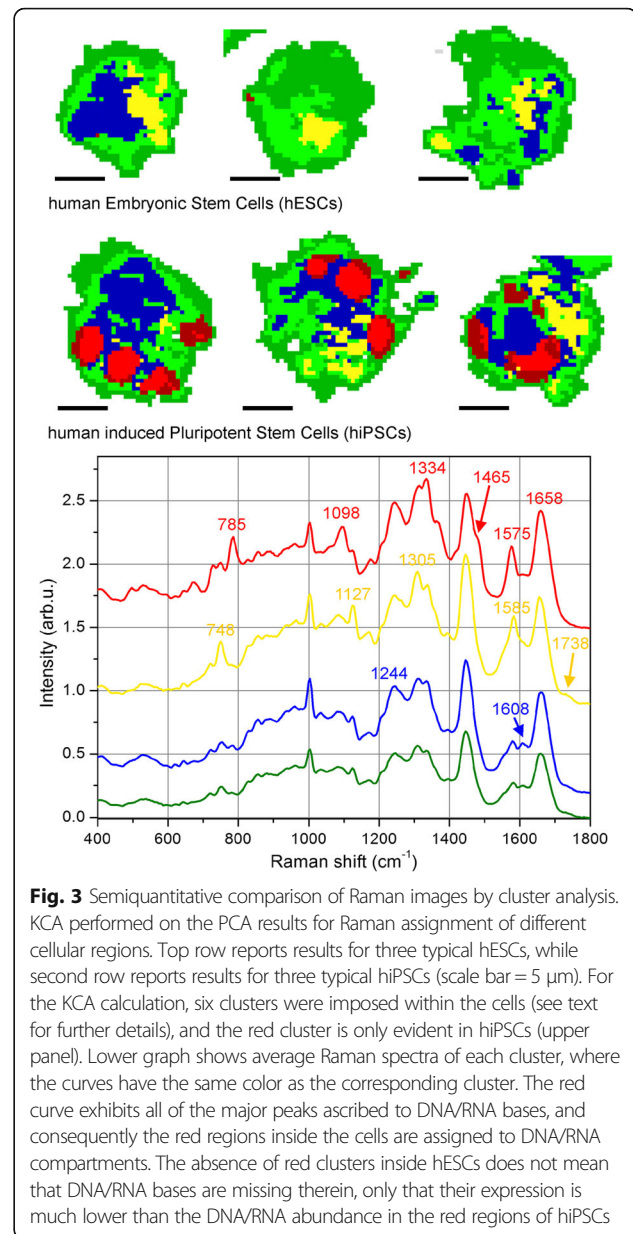 human Embryonic Stem Cells (hESCs)
human induced Pluripotent Stem Cells (hiPSCs)
2.5
2.0
1.5
1.0
0.5
0.0
Intensity (arb.u.)
785
1098
1334
1465
1575
1658
748
1127
1305
1585
1738
1244
1608
400
600
800
1000
1200
1400
1600
1800
Raman shift (cm⁻¹)
Fig. 3 Semiquantitative comparison of Raman images by cluster analysis.
KCA performed on the PCA results for Raman assignment of different
cellular regions. Top row reports results for three typical hESCs, while
second row reports results for three typical hiPSCs (scale bar = 5 μm). For
the KCA calculation, six clusters were imposed within the cells (see text
for further details), and the red cluster is only evident in hiPSCs (upper
panel). Lower graph shows average Raman spectra of each cluster, where
the curves have the same color as the corresponding cluster. The red
curve exhibits all of the major peaks ascribed to DNA/RNA bases, and
consequently the red regions inside the cells are assigned to DNA/RNA
compartments. The absence of red clusters inside hESCs does not mean
that DNA/RNA bases are missing therein, only that their expression is
much lower than the DNA/RNA abundance in the red regions of hiPSCs